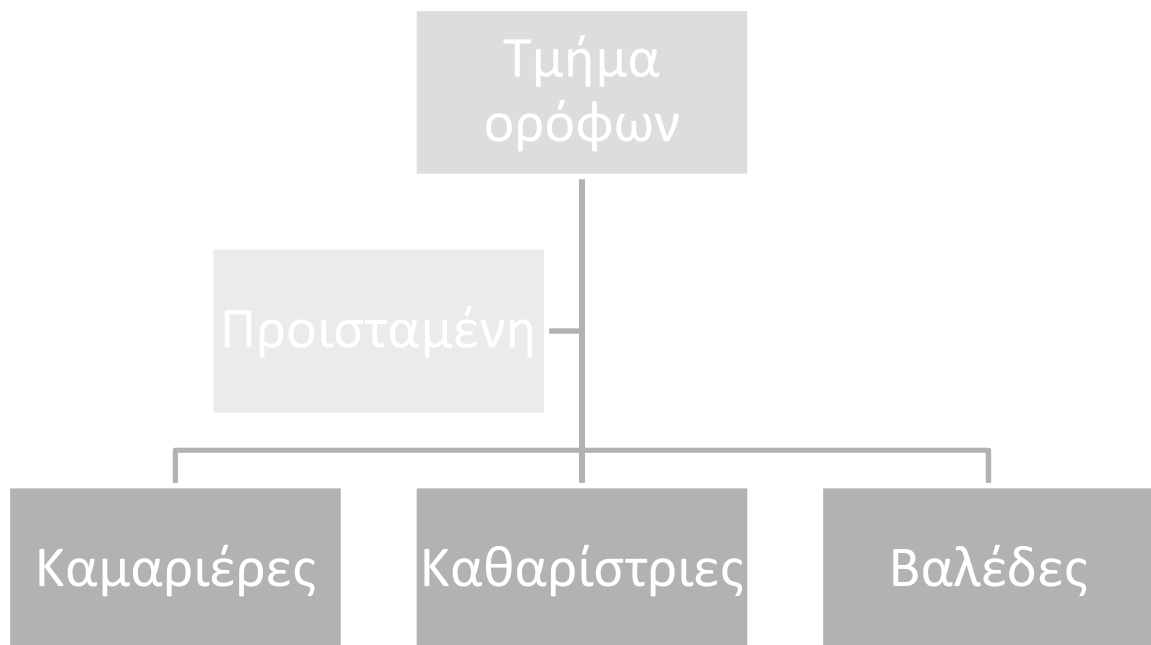 Τμήμα
ορόφων
Προισταμένη
Καμαριέρες
Καθαρίστριες
Βαλέδες